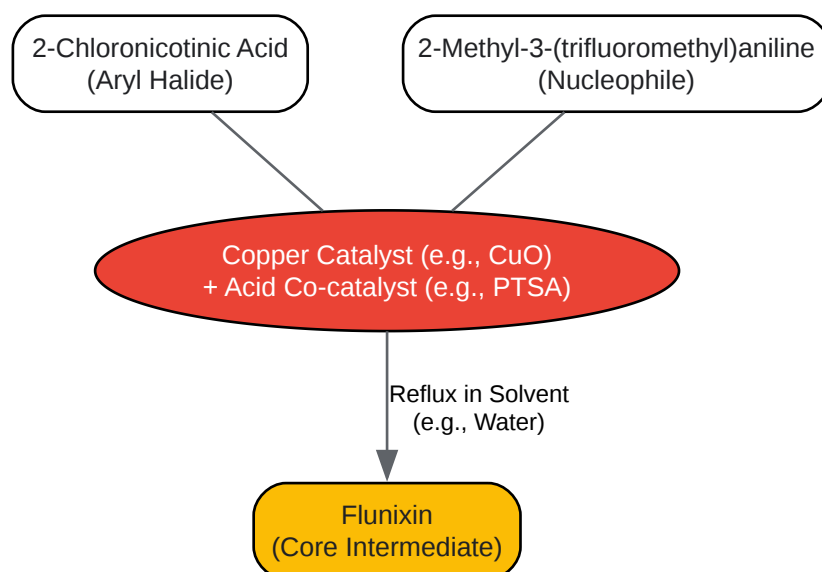 2-Chloronicotinic Acid
(Aryl Halide)
2-Methyl-3-(trifluoromethyl)aniline
(Nucleophile)
Copper Catalyst (e.g., CuO)
+ Acid Co-catalyst (e.g., PTSA)
Reflux in Solvent
(e.g., Water)
Flunixin
(Core Intermediate)